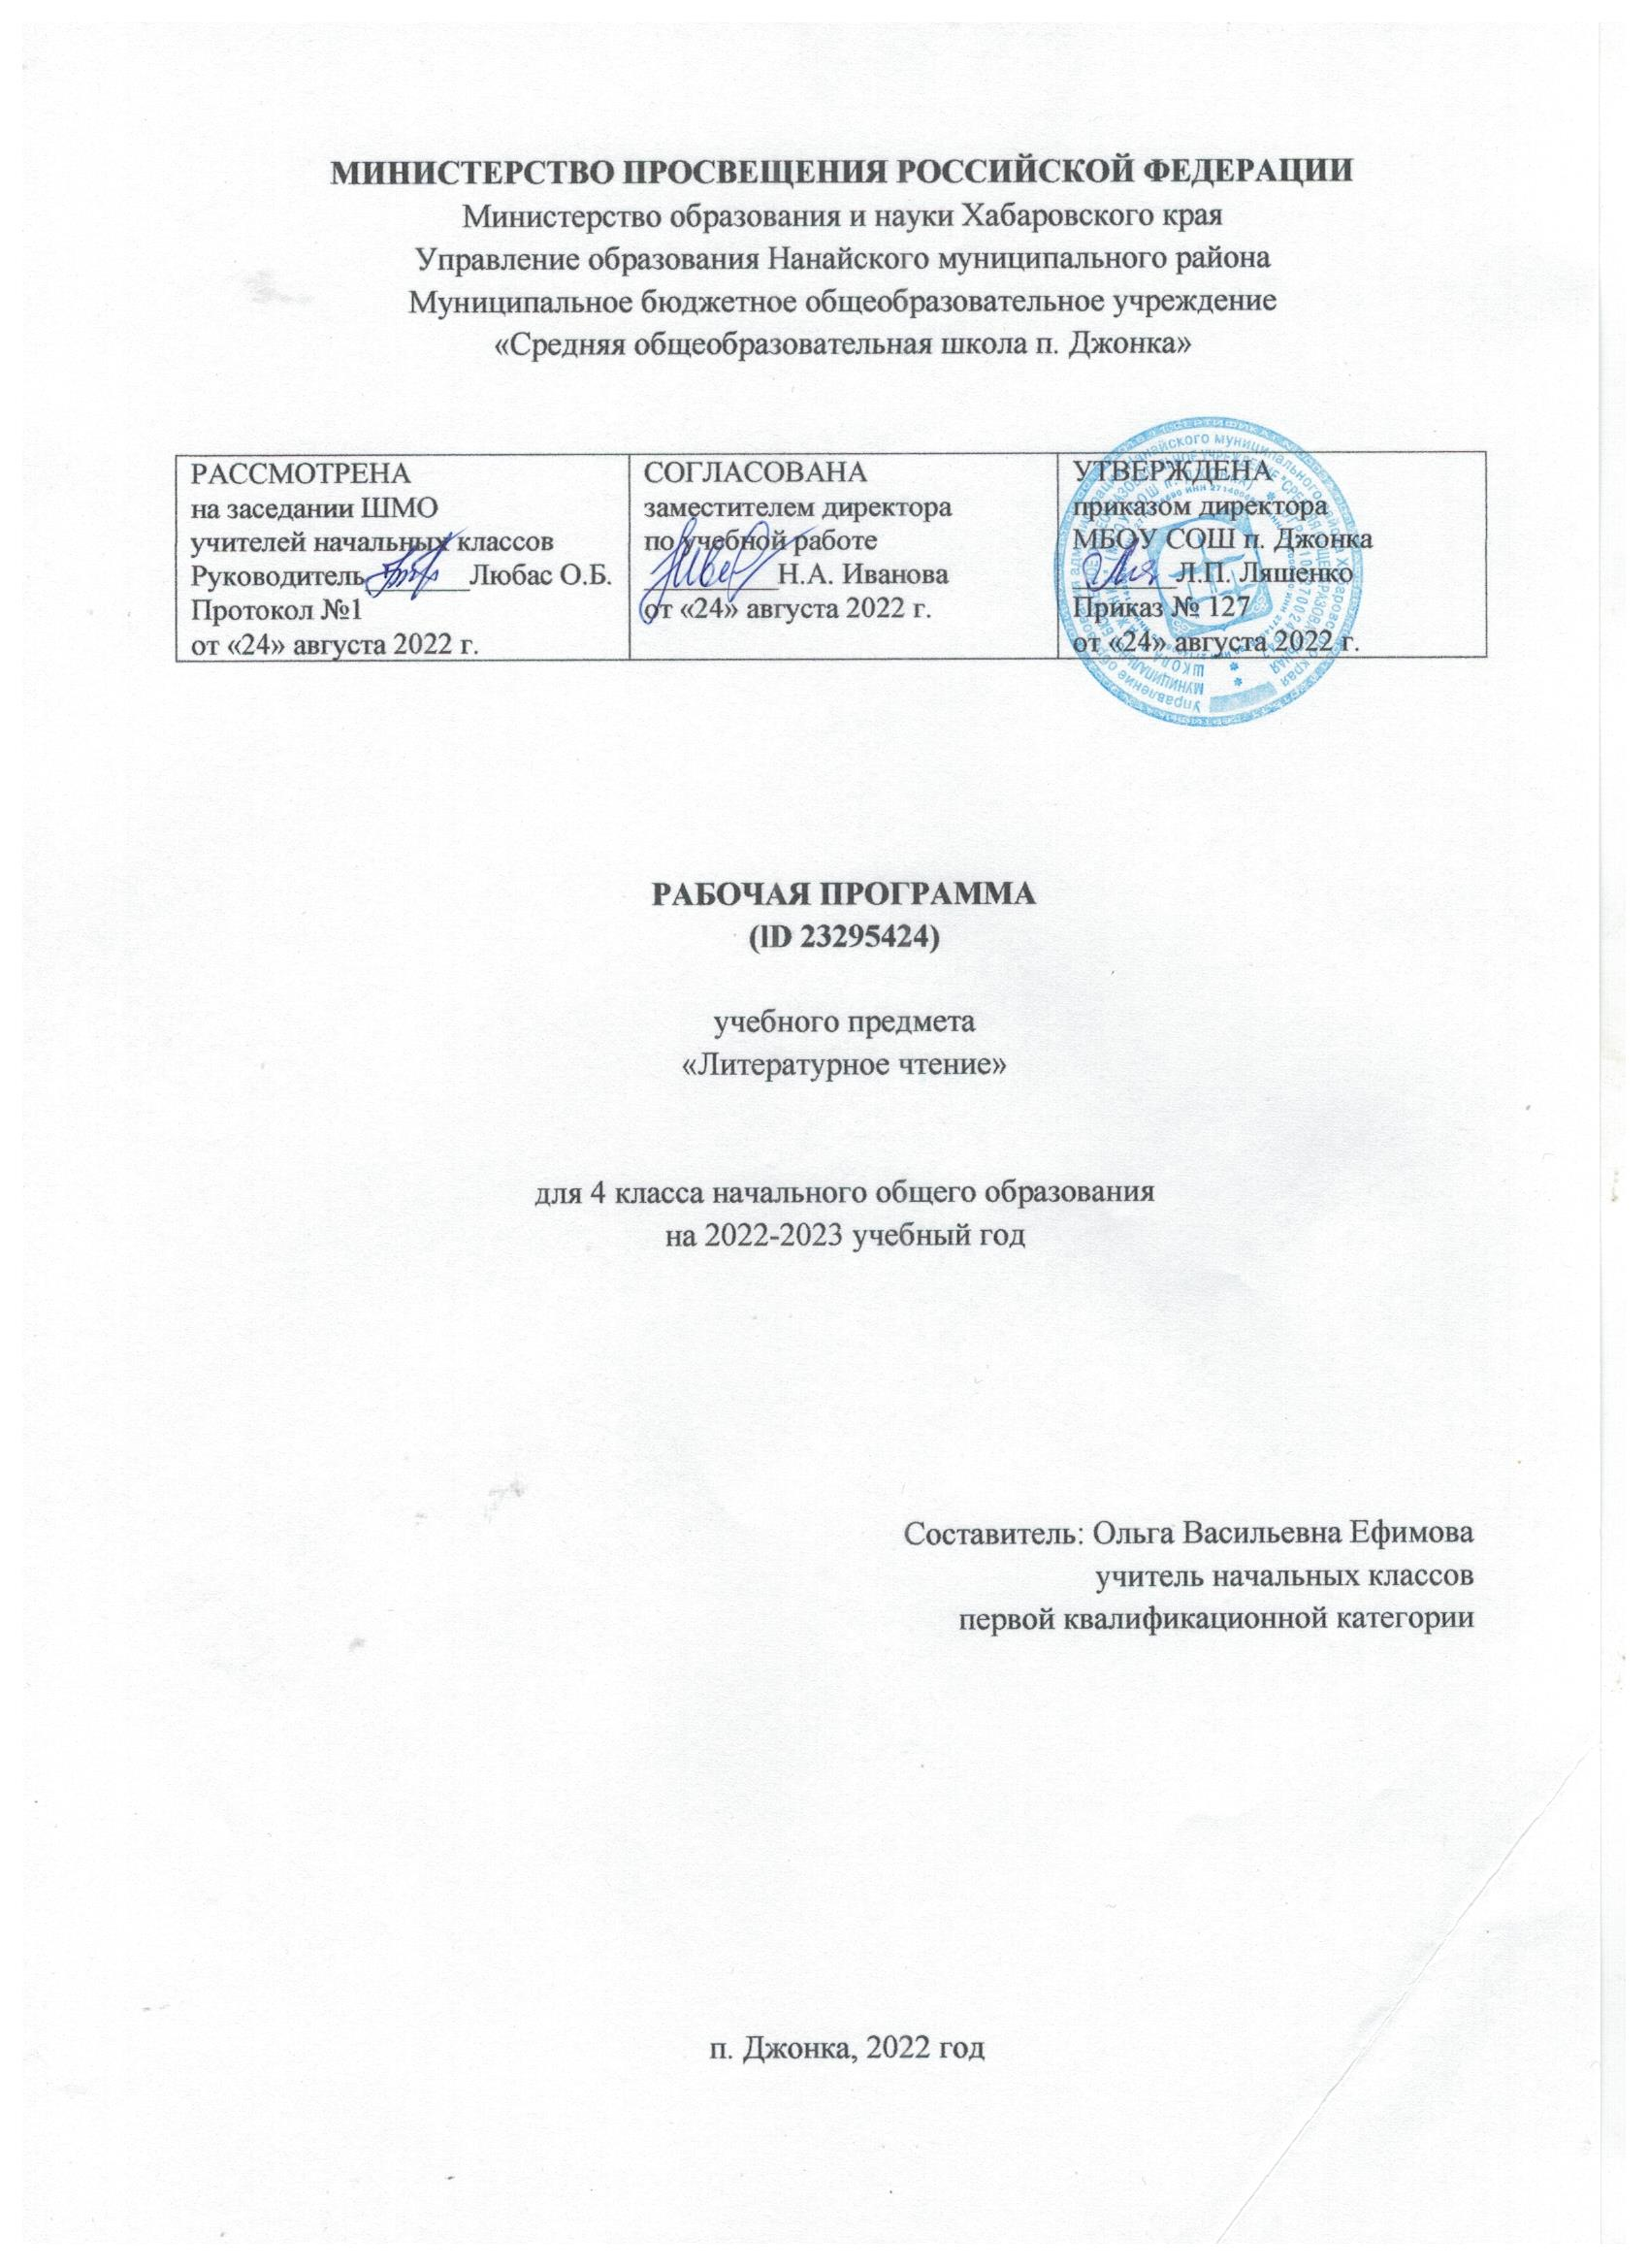 МИНИСТЕРСТВО ПРОСВЕЩЕНИЯ РОССИЙСКОЙ ФЕДЕРАЦИИ
Министерство образования и науки Хабаровского края
Управление образования Нанайского муниципального района
Муниципальное бюджетное общеобразовательное учреждение
«Средняя общеобразовательная школа п. Джонка»
РАССМОТРЕНА
на заседании ШМО
учителей начальных классов
Руководитель Любас О.Б.
Протокол №1
от «24» августа 2022 г.
СОГЛАСОВАНА
заместителем директора
по учебной работе
Н.А. Иванова
от «24» августа 2022 г.
УТВЕРЖДЕНА
приказом директора
МБОУ СОШ п. Джонка
Л.П. Ляшенко
Приказ № 127
от «24» августа 2022 г.
РАБОЧАЯ ПРОГРАММА
(ID 23295424)
учебного предмета
«Литературное чтение»
для 4 класса начального общего образования
на 2022-2023 учебный год
Составитель: Ольга Васильевна Ефимова
учитель начальных классов
первой квалификационной категории
п. Джонка, 2022 год